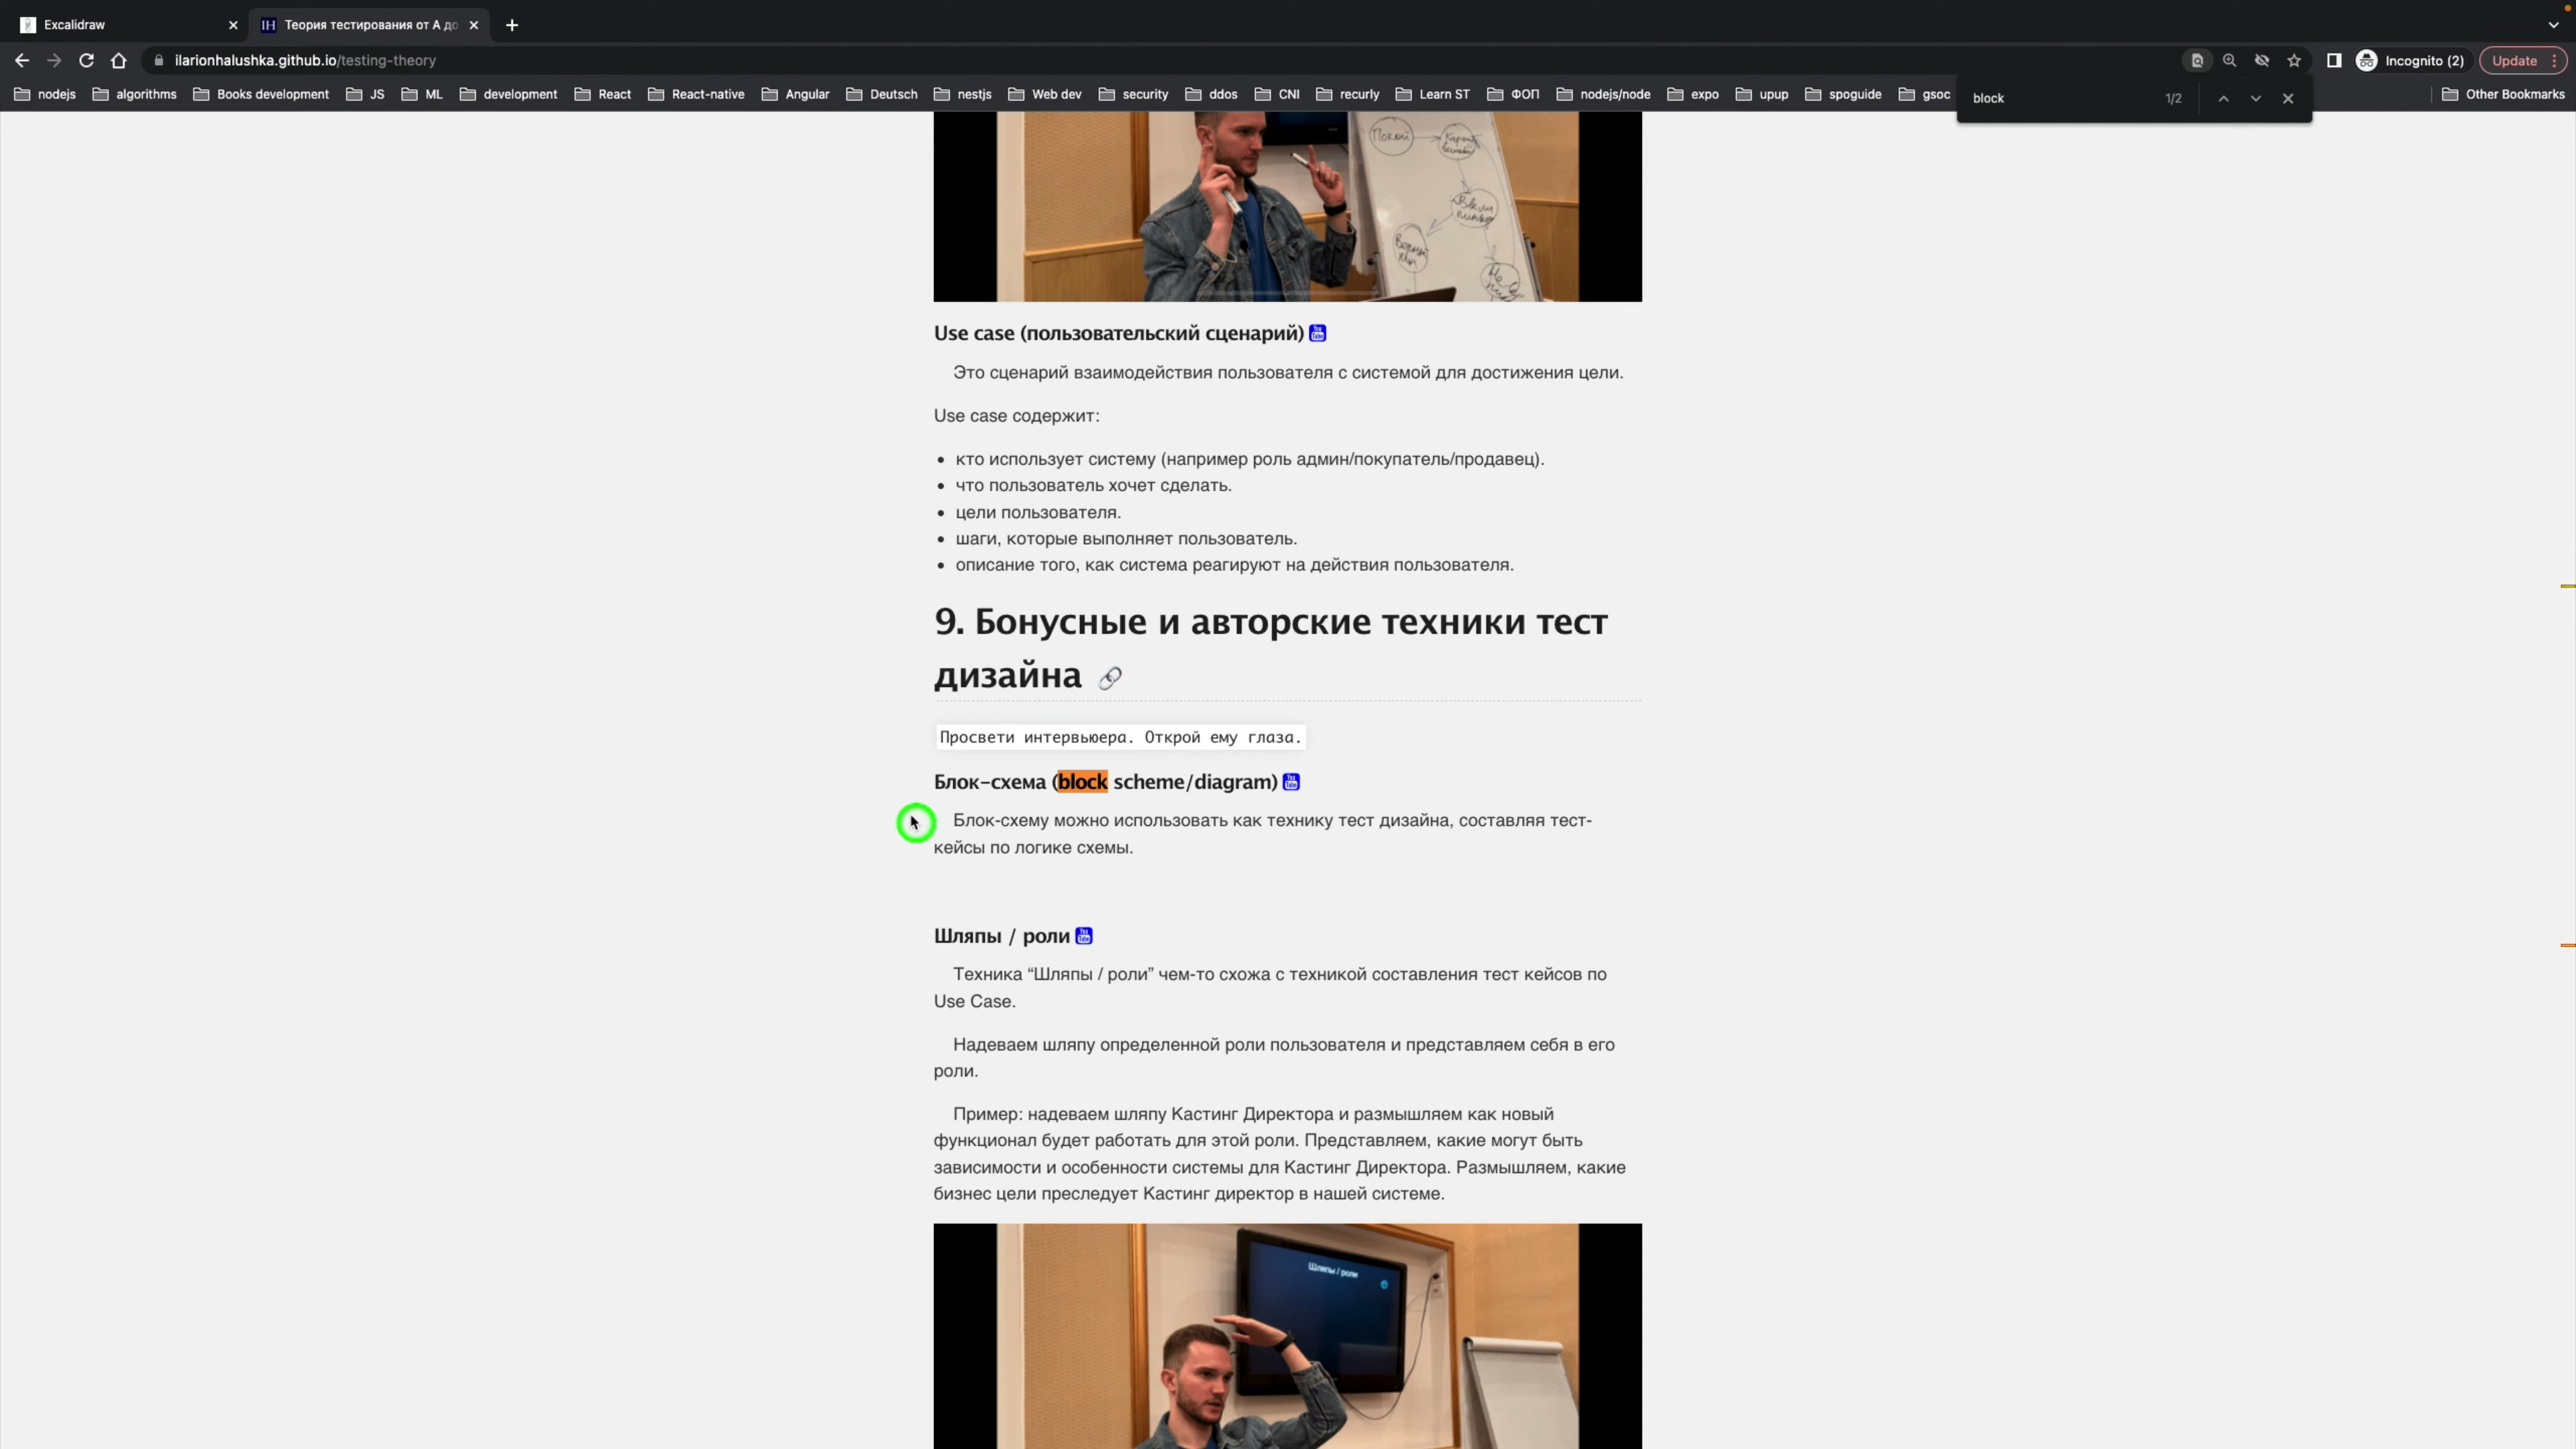 Excalidraw
Теория тестирования от А до
ilarionhalushka.github.io/testing-theory
Incognito (2)
Update
nodejs
algorithms
Books development
JS
ML
development
React
React-native
Angular
Deutsch
nestjs
Web dev
security
ddos
CNI
recurly
Learn ST
ФОП
nodejs/node
expo
upup
spoguide
gsoc
Other Bookmarks
block
1/2
Покой
Use case (пользовательский сценарий)
Это сценарий взаимодействия пользователя с системой для достижения цели.
Use case содержит:
• кто использует систему (например роль админ/покупатель/продавец).
• что пользователь хочет сделать.
• цели пользователя.
• шаги, которые выполняет пользователь.
• описание того, как система реагируют на действия пользователя.
9. Бонусные и авторские техники тест
дизайна
Просвети интервьюера. Открой ему глаза.
Блок-схема (block scheme/diagram)
Блок-схему можно использовать как технику тест дизайна, составляя тест-
кейсы по логике схемы.
Шляпы / роли
Техника “Шляпы / роли” чем-то схожа с техникой составления тест кейсов по
Use Case.
Надеваем шляпу определенной роли пользователя и представляем себя в его
роли.
Пример: надеваем шляпу Кастинг Директора и размышляем как новый
функционал будет работать для этой роли. Представляем, какие могут быть
зависимости и особенности системы для Кастинг Директора. Размышляем, какие
бизнес цели преследует Кастинг директор в нашей системе.
Шляпы / роли